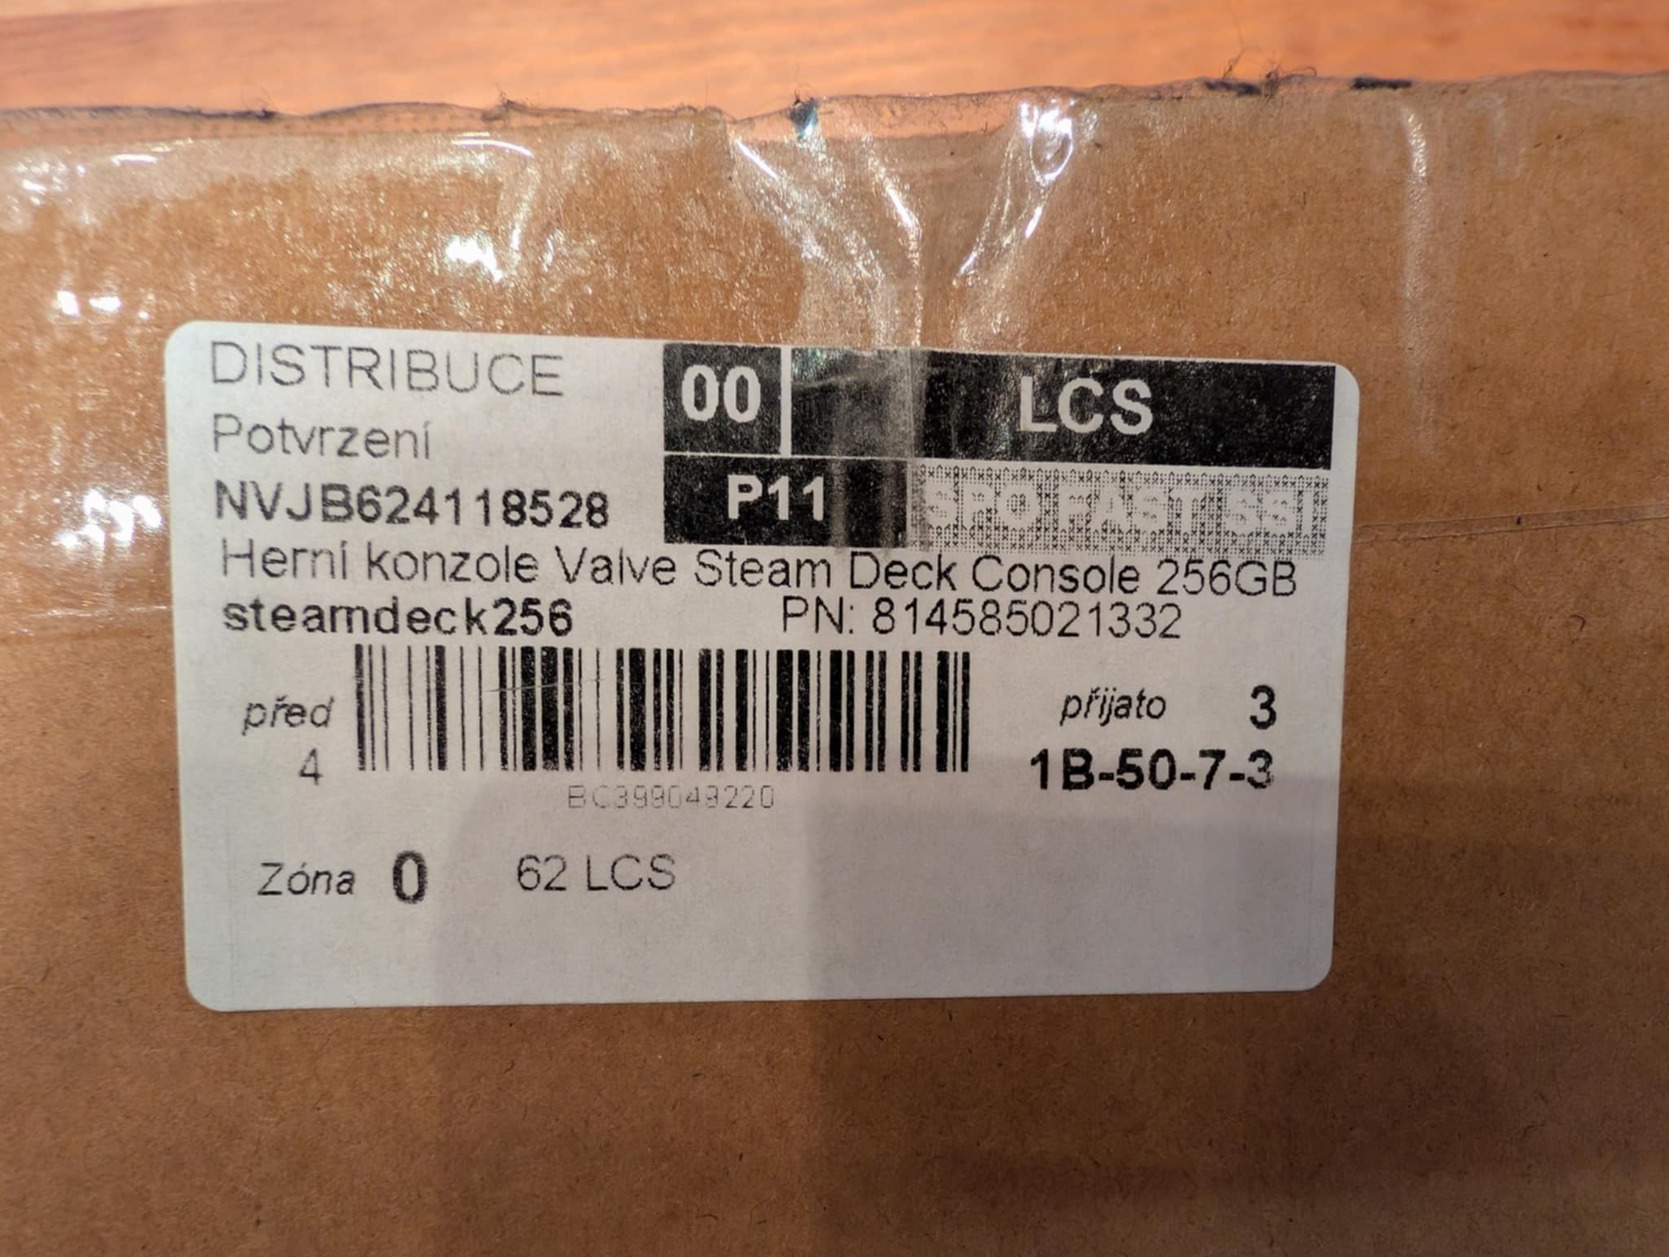 DISTRIBUCE
00 LCS
Potvrzení
NVJB624118528
P11 SPO FAST SSI
Herní konzole Valve Steam Deck Console 256GB
steamdeck256 PN: 814585021332
před přijato 3
4 1B-50-7-3
BC399049220
Zóna 0 62 LCS